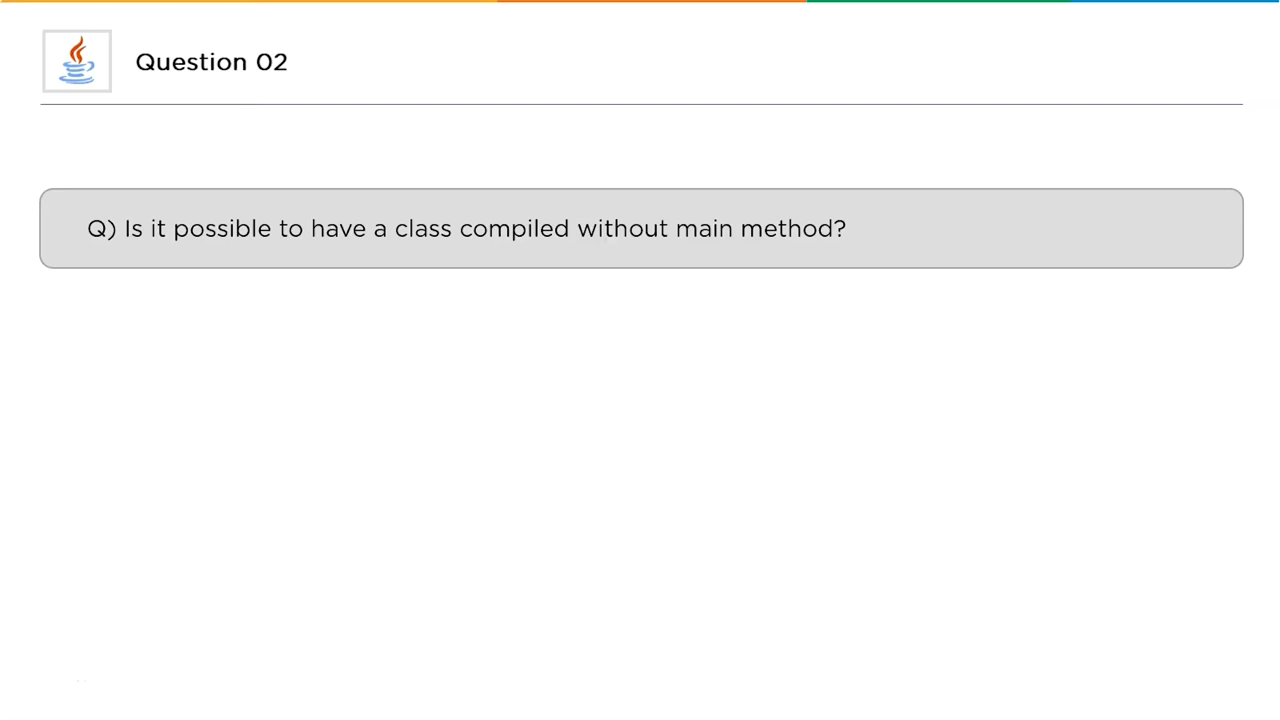 Question 02
Q) Is it possible to have a class compiled without main method?